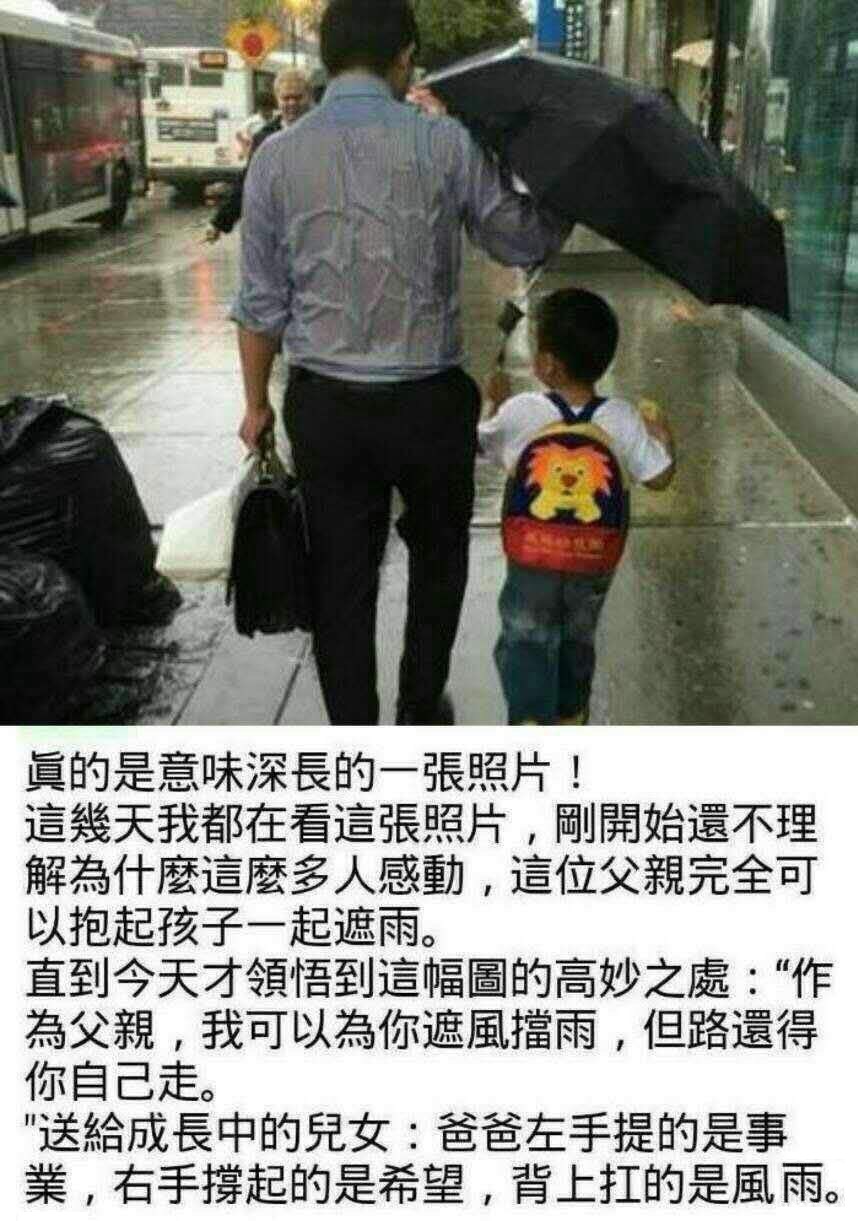 眞的是意味深長的一張照片！
這幾天我都在看這張照片，剛開始還不理
解為什麼這麼多人感動，這位父親完全可
以抱起孩子一起遮雨。
直到今天才領悟到這幅圖的高妙之處：“作
為父親，我可以為你遮風擋雨，但路還得
你自己走。
"送給成長中的兒女：爸爸左手提的是事
業，右手撐起的是希望，背上扛的是風雨。